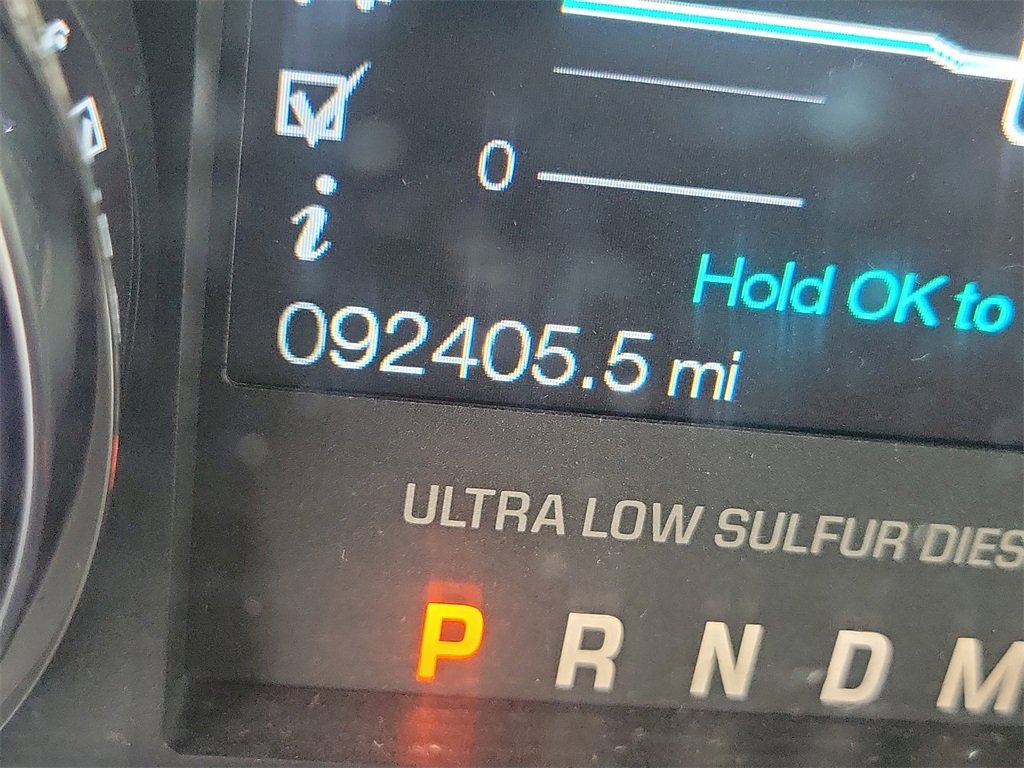 0
i
Hold OK to
092405.5 mi
ULTRA LOW SULFUR DIES
P R N D M